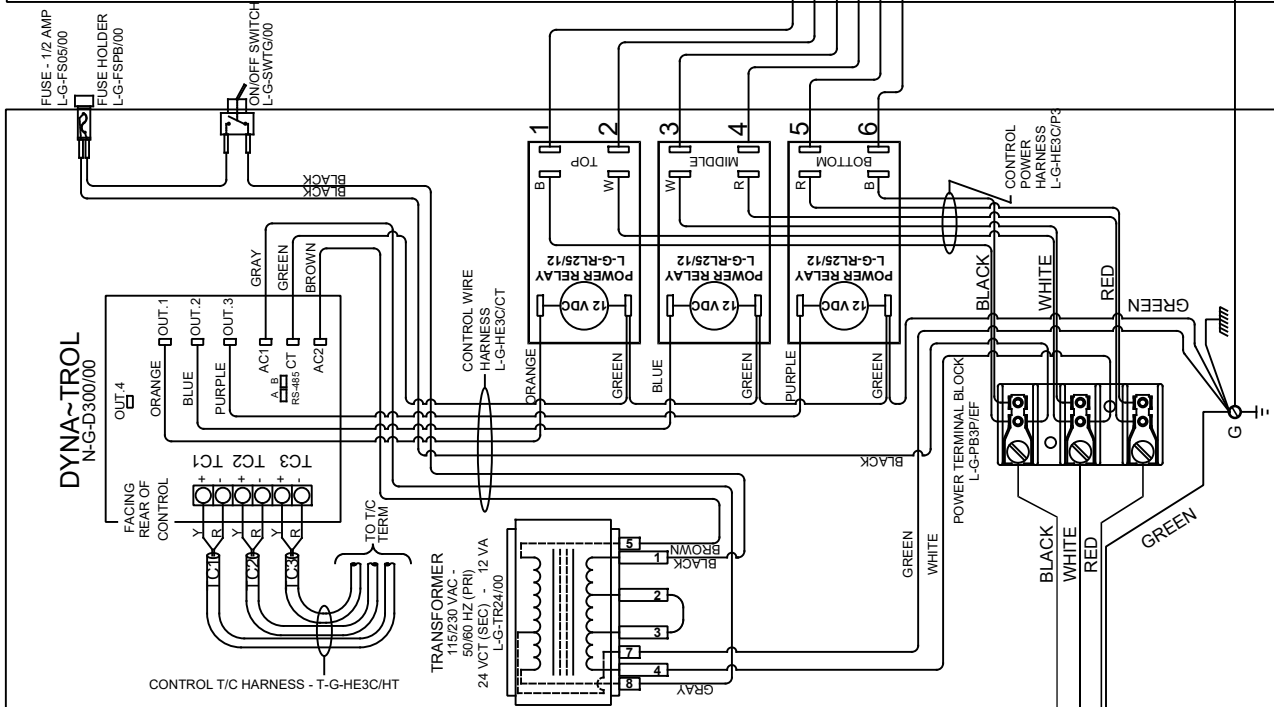 FUSE - 1/2 AMP
L-G-FS05/00
FUSE HOLDER
L-G-FSPB/00
ON/OFF SWITCH
L-G-SWTG/00
BLACK
BLACK
DYNA~TROL
N-G-D300/00
OUT.4
OUT.1
OUT.2
OUT.3
ORANGE
BLUE
PURPLE
AC1
CT
AC2
A B
RS-485
GRAY
GREEN
BROWN
TC1
TC2
TC3
+ - + - + -
FACING
REAR OF
CONTROL
Y R Y R Y R
C1
C2
C3
TO T/C
TERM
CONTROL T/C HARNESS - T-G-HE3C/HT
CONTROL WIRE
HARNESS
L-G-HE3C/CT
1 2 3 4 5 6
TOP
MIDDLE
BOTTOM
B W W R R B
POWER RELAY
L-G-RL25/12
POWER RELAY
L-G-RL25/12
POWER RELAY
L-G-RL25/12
12 VDC
12 VDC
12 VDC
ORANGE
GREEN
BLUE
GREEN
PURPLE
GREEN
CONTROL
POWER
HARNESS
L-G-HE3C/P3
BLACK
WHITE
RED
GREEN
BLACK
POWER TERMINAL BLOCK
L-G-PB3P/EF
G
GREEN
WHITE
BLACK
WHITE
RED
GREEN
TRANSFORMER
115/230 VAC -
50/60 HZ (PRI)
24 VCT (SEC) - 12 VA
L-G-TR24/00
5
1
2
3
7
4
8
BROWN
BLACK
GRAY